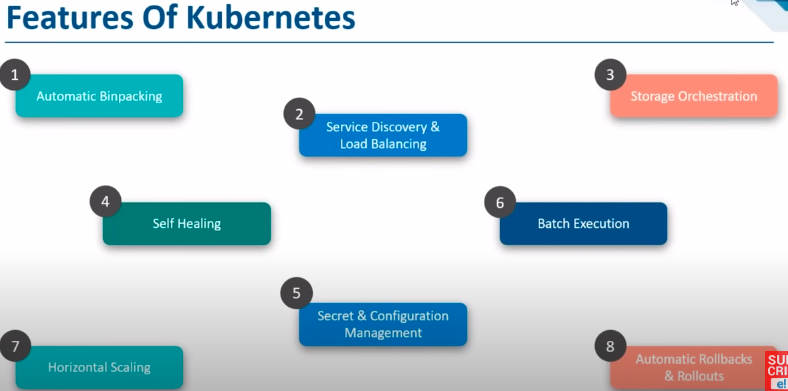 Features Of Kubernetes
1
Automatic Binpacking
2
Service Discovery &
Load Balancing
3
Storage Orchestration
4
Self Healing
6
Batch Execution
5
Secret & Configuration
Management
7
Horizontal Scaling
8
Automatic Rollbacks
& Rollouts
SU
CRI
e!